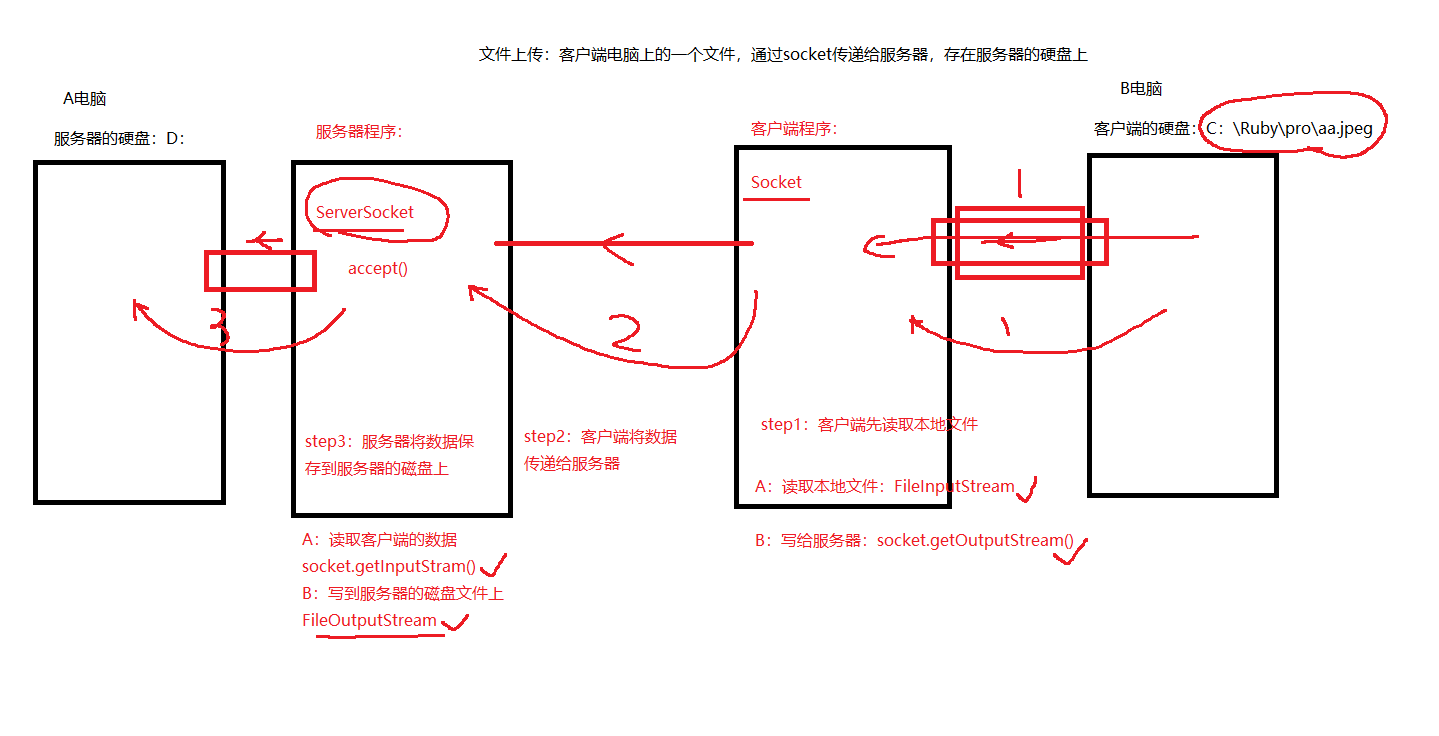 文件上传：客户端电脑上的一个文件，通过socket传递给服务器，存在服务器的硬盘上
A电脑
服务器的硬盘：D：
服务器程序：
ServerSocket
accept()
3
step3：服务器将数据保
存到服务器的磁盘上
A：读取客户端的数据
socket.getInputStram()
B：写到服务器的磁盘文件上
FileOutputStream
2
step2：客户端将数据
传递给服务器
客户端程序：
Socket
step1：客户端先读取本地文件
A：读取本地文件：FileInputStream
B：写给服务器：socket.getOutputStream()
1
1
B电脑
客户端的硬盘：C：\Ruby\pro\aa.jpeg